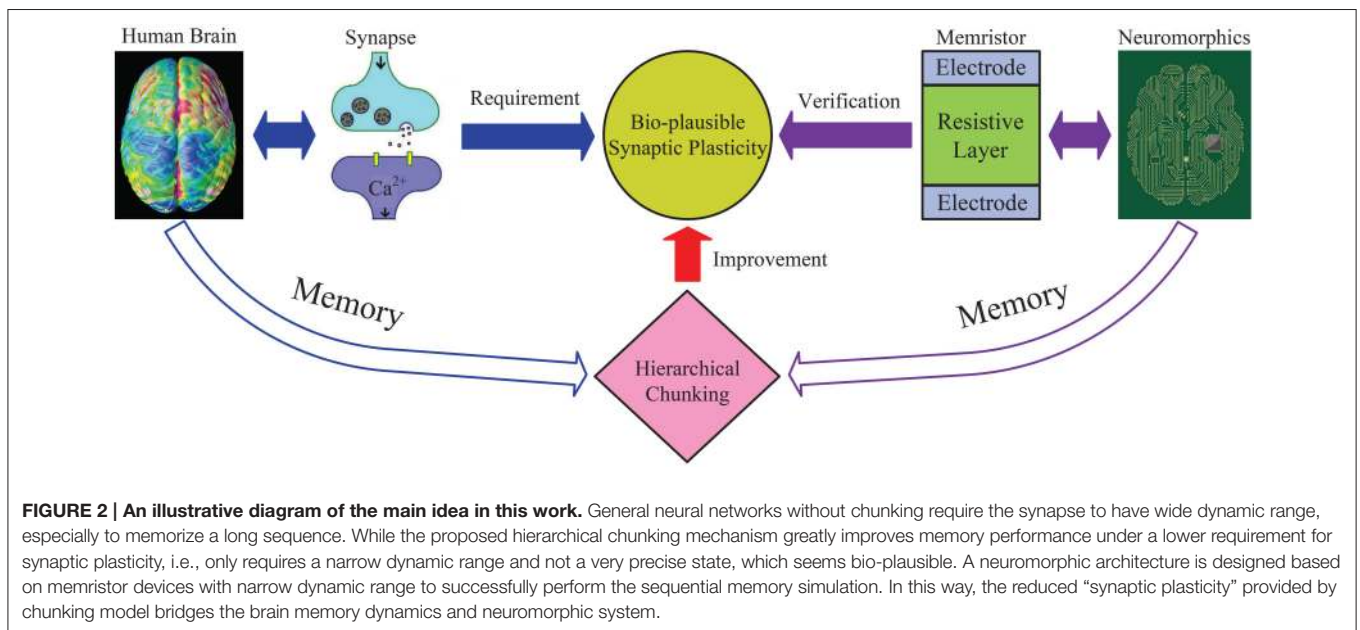 Human Brain
Synapse
Memristor
Neuromorphics
Electrode
Requirement
Verification
Bio-plausible
Synaptic Plasticity
Resistive
Layer
Ca2+
Electrode
Improvement
Memory
Memory
Hierarchical
Chunking
FIGURE 2 | An illustrative diagram of the main idea in this work. General neural networks without chunking require the synapse to have wide dynamic range,
especially to memorize a long sequence. While the proposed hierarchical chunking mechanism greatly improves memory performance under a lower requirement for
synaptic plasticity, i.e., only requires a narrow dynamic range and not a very precise state, which seems bio-plausible. A neuromorphic architecture is designed based
on memristor devices with narrow dynamic range to successfully perform the sequential memory simulation. In this way, the reduced “synaptic plasticity” provided by
chunking model bridges the brain memory dynamics and neuromorphic system.